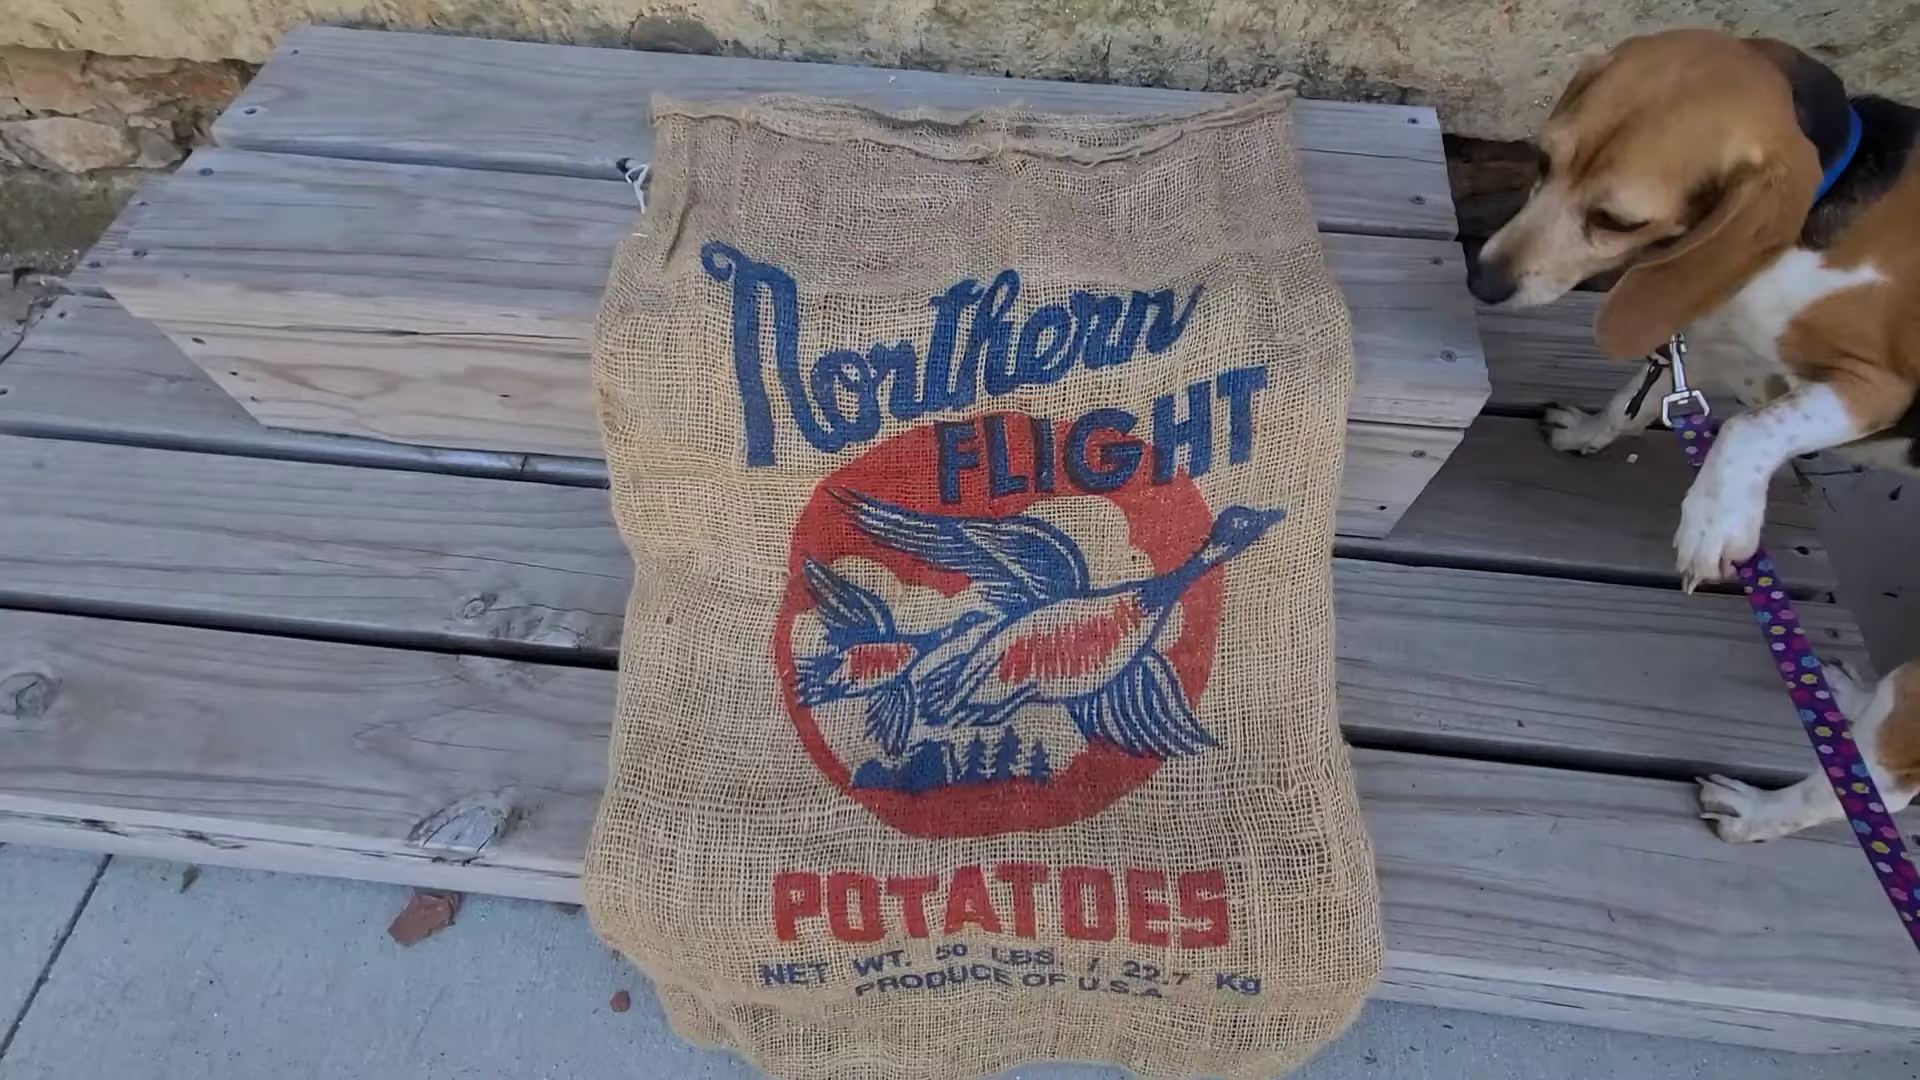 Northern
FLIGHT
POTATOES
NET WT. 50 LBS. / 22.7 Kg
PRODUCE OF U.S.A.